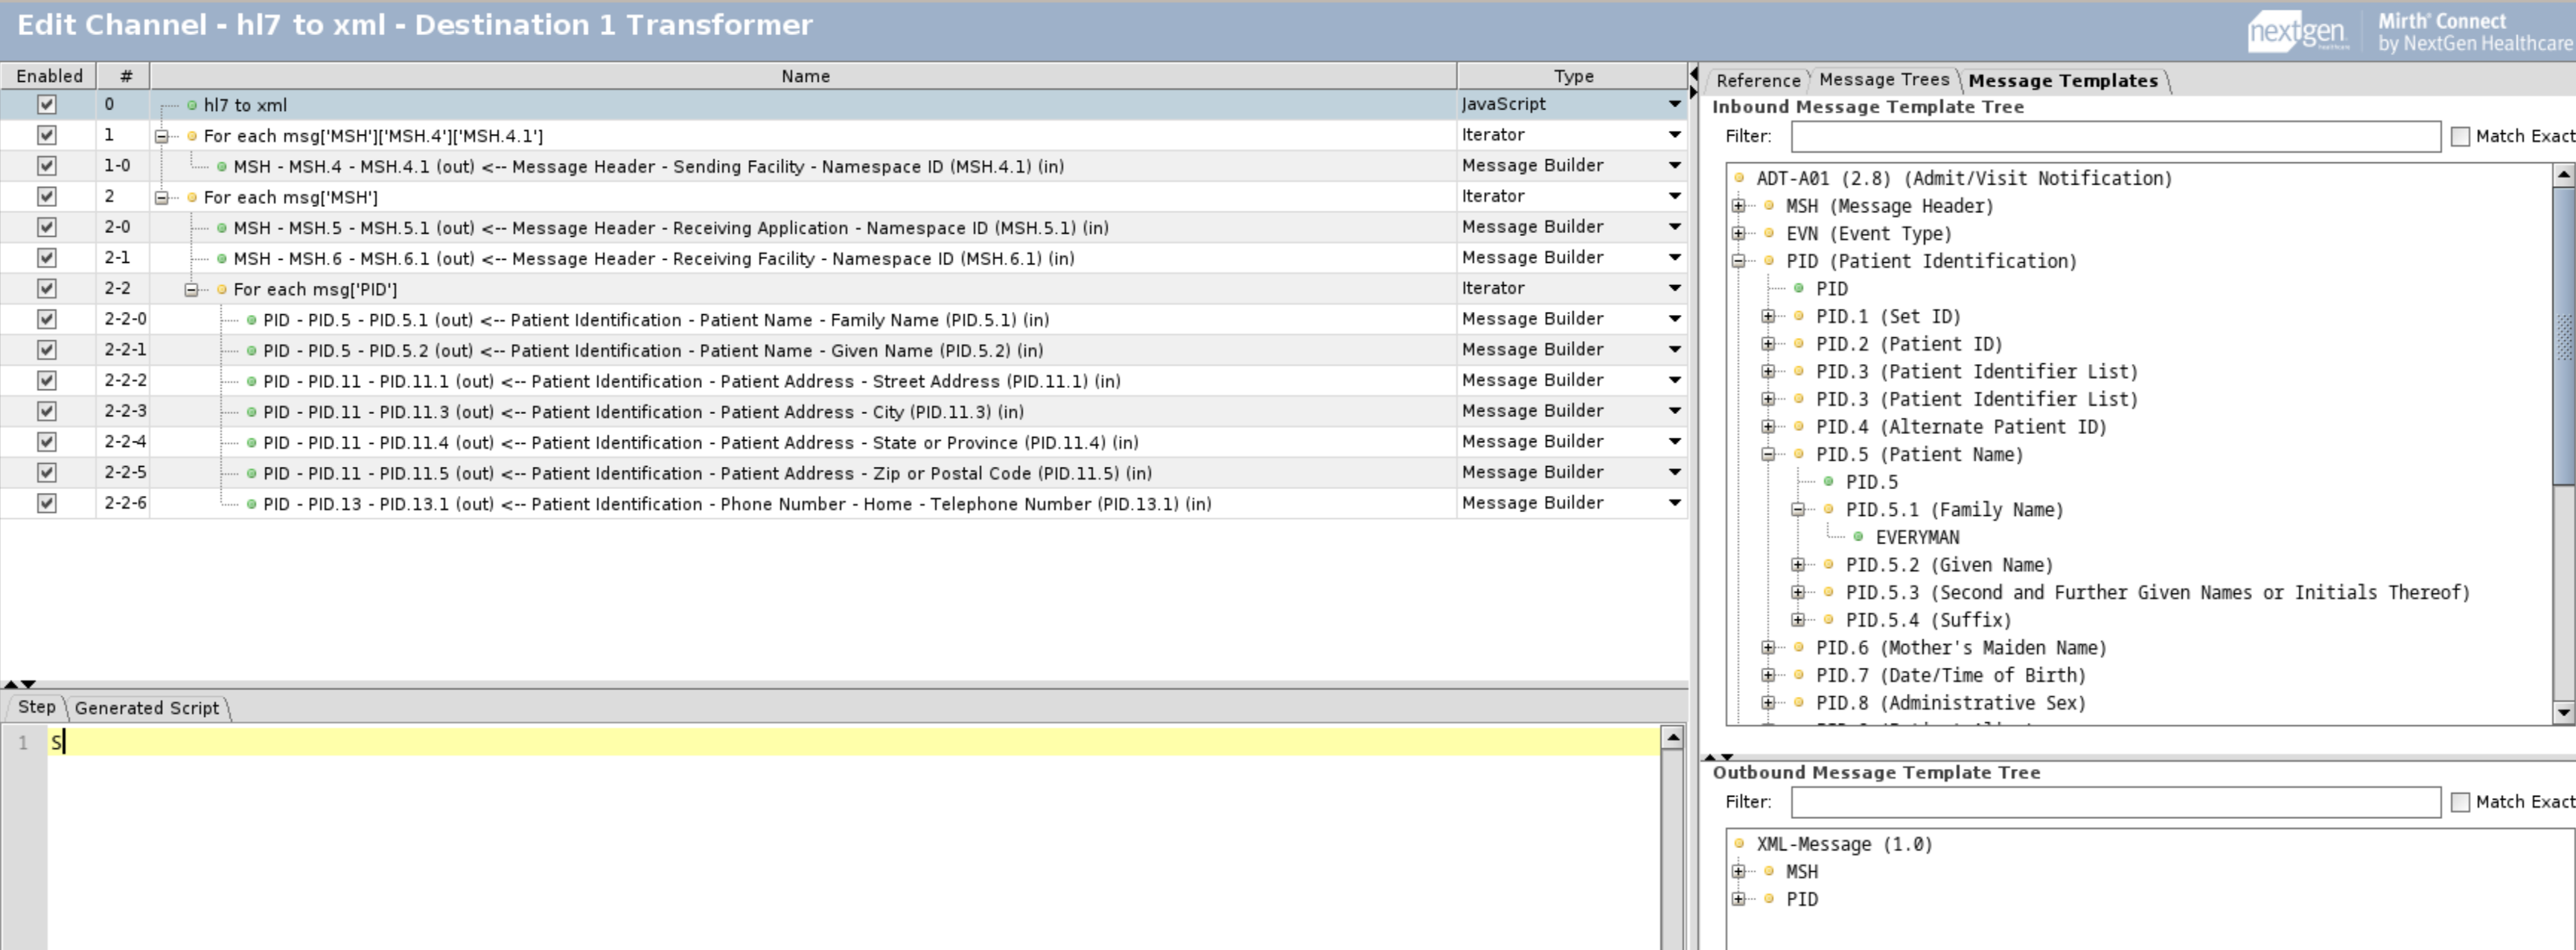 Edit Channel - hl7 to xml - Destination 1 Transformer
nextgen healthcare
Mirth® Connect
by NextGen Healthcare
Enabled # Name Type
0 hl7 to xml JavaScript
1 For each msg['MSH']['MSH.4']['MSH.4.1'] Iterator
1-0 MSH - MSH.4 - MSH.4.1 (out) <-- Message Header - Sending Facility - Namespace ID (MSH.4.1) (in) Message Builder
2 For each msg['MSH'] Iterator
2-0 MSH - MSH.5 - MSH.5.1 (out) <-- Message Header - Receiving Application - Namespace ID (MSH.5.1) (in) Message Builder
2-1 MSH - MSH.6 - MSH.6.1 (out) <-- Message Header - Receiving Facility - Namespace ID (MSH.6.1) (in) Message Builder
2-2 For each msg['PID'] Iterator
2-2-0 PID - PID.5 - PID.5.1 (out) <-- Patient Identification - Patient Name - Family Name (PID.5.1) (in) Message Builder
2-2-1 PID - PID.5 - PID.5.2 (out) <-- Patient Identification - Patient Name - Given Name (PID.5.2) (in) Message Builder
2-2-2 PID - PID.11 - PID.11.1 (out) <-- Patient Identification - Patient Address - Street Address (PID.11.1) (in) Message Builder
2-2-3 PID - PID.11 - PID.11.3 (out) <-- Patient Identification - Patient Address - City (PID.11.3) (in) Message Builder
2-2-4 PID - PID.11 - PID.11.4 (out) <-- Patient Identification - Patient Address - State or Province (PID.11.4) (in) Message Builder
2-2-5 PID - PID.11 - PID.11.5 (out) <-- Patient Identification - Patient Address - Zip or Postal Code (PID.11.5) (in) Message Builder
2-2-6 PID - PID.13 - PID.13.1 (out) <-- Patient Identification - Phone Number - Home - Telephone Number (PID.13.1) (in) Message Builder
Step Generated Script
1 S
Reference Message Trees Message Templates
Inbound Message Template Tree
Filter: Match Exact
ADT-A01 (2.8) (Admit/Visit Notification)
MSH (Message Header)
EVN (Event Type)
PID (Patient Identification)
PID
PID.1 (Set ID)
PID.2 (Patient ID)
PID.3 (Patient Identifier List)
PID.3 (Patient Identifier List)
PID.4 (Alternate Patient ID)
PID.5 (Patient Name)
PID.5
PID.5.1 (Family Name)
EVERYMAN
PID.5.2 (Given Name)
PID.5.3 (Second and Further Given Names or Initials Thereof)
PID.5.4 (Suffix)
PID.6 (Mother's Maiden Name)
PID.7 (Date/Time of Birth)
PID.8 (Administrative Sex)
Outbound Message Template Tree
Filter: Match Exact
XML-Message (1.0)
MSH
PID